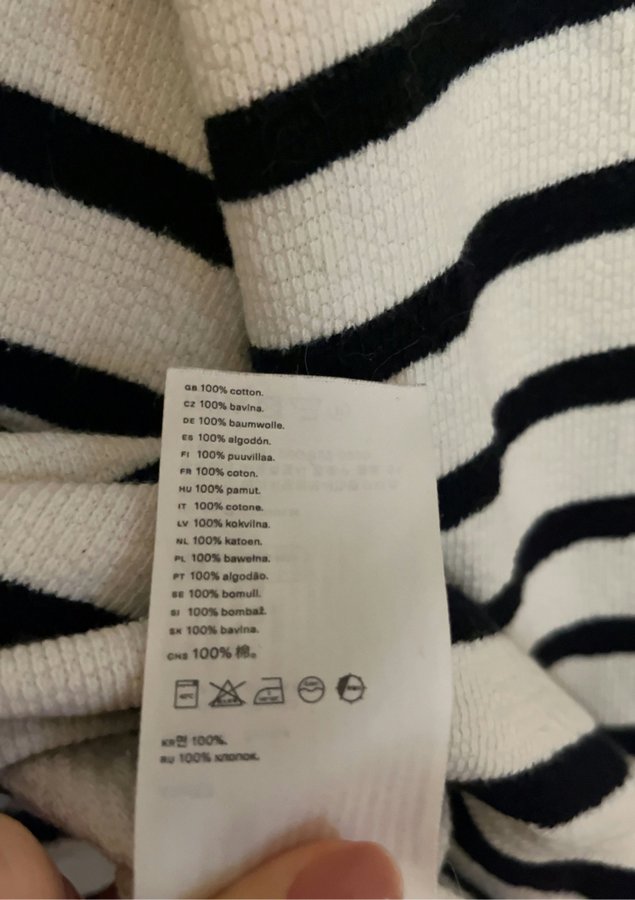 GB 100% cotton.
CZ 100% bavlna.
DE 100% baumwolle.
ES 100% algodón.
FI 100% puuvillaa.
FR 100% coton.
HU 100% pamut.
IT 100% cotone.
LV 100% kokvilna.
NL 100% katoen.
PL 100% bawełna.
PT 100% algodão.
SE 100% bomull.
SI 100% bombaž.
SK 100% bavlna.
CNS 100% 棉。
40°C
KR 면 100%.
RU 100% хлопок.